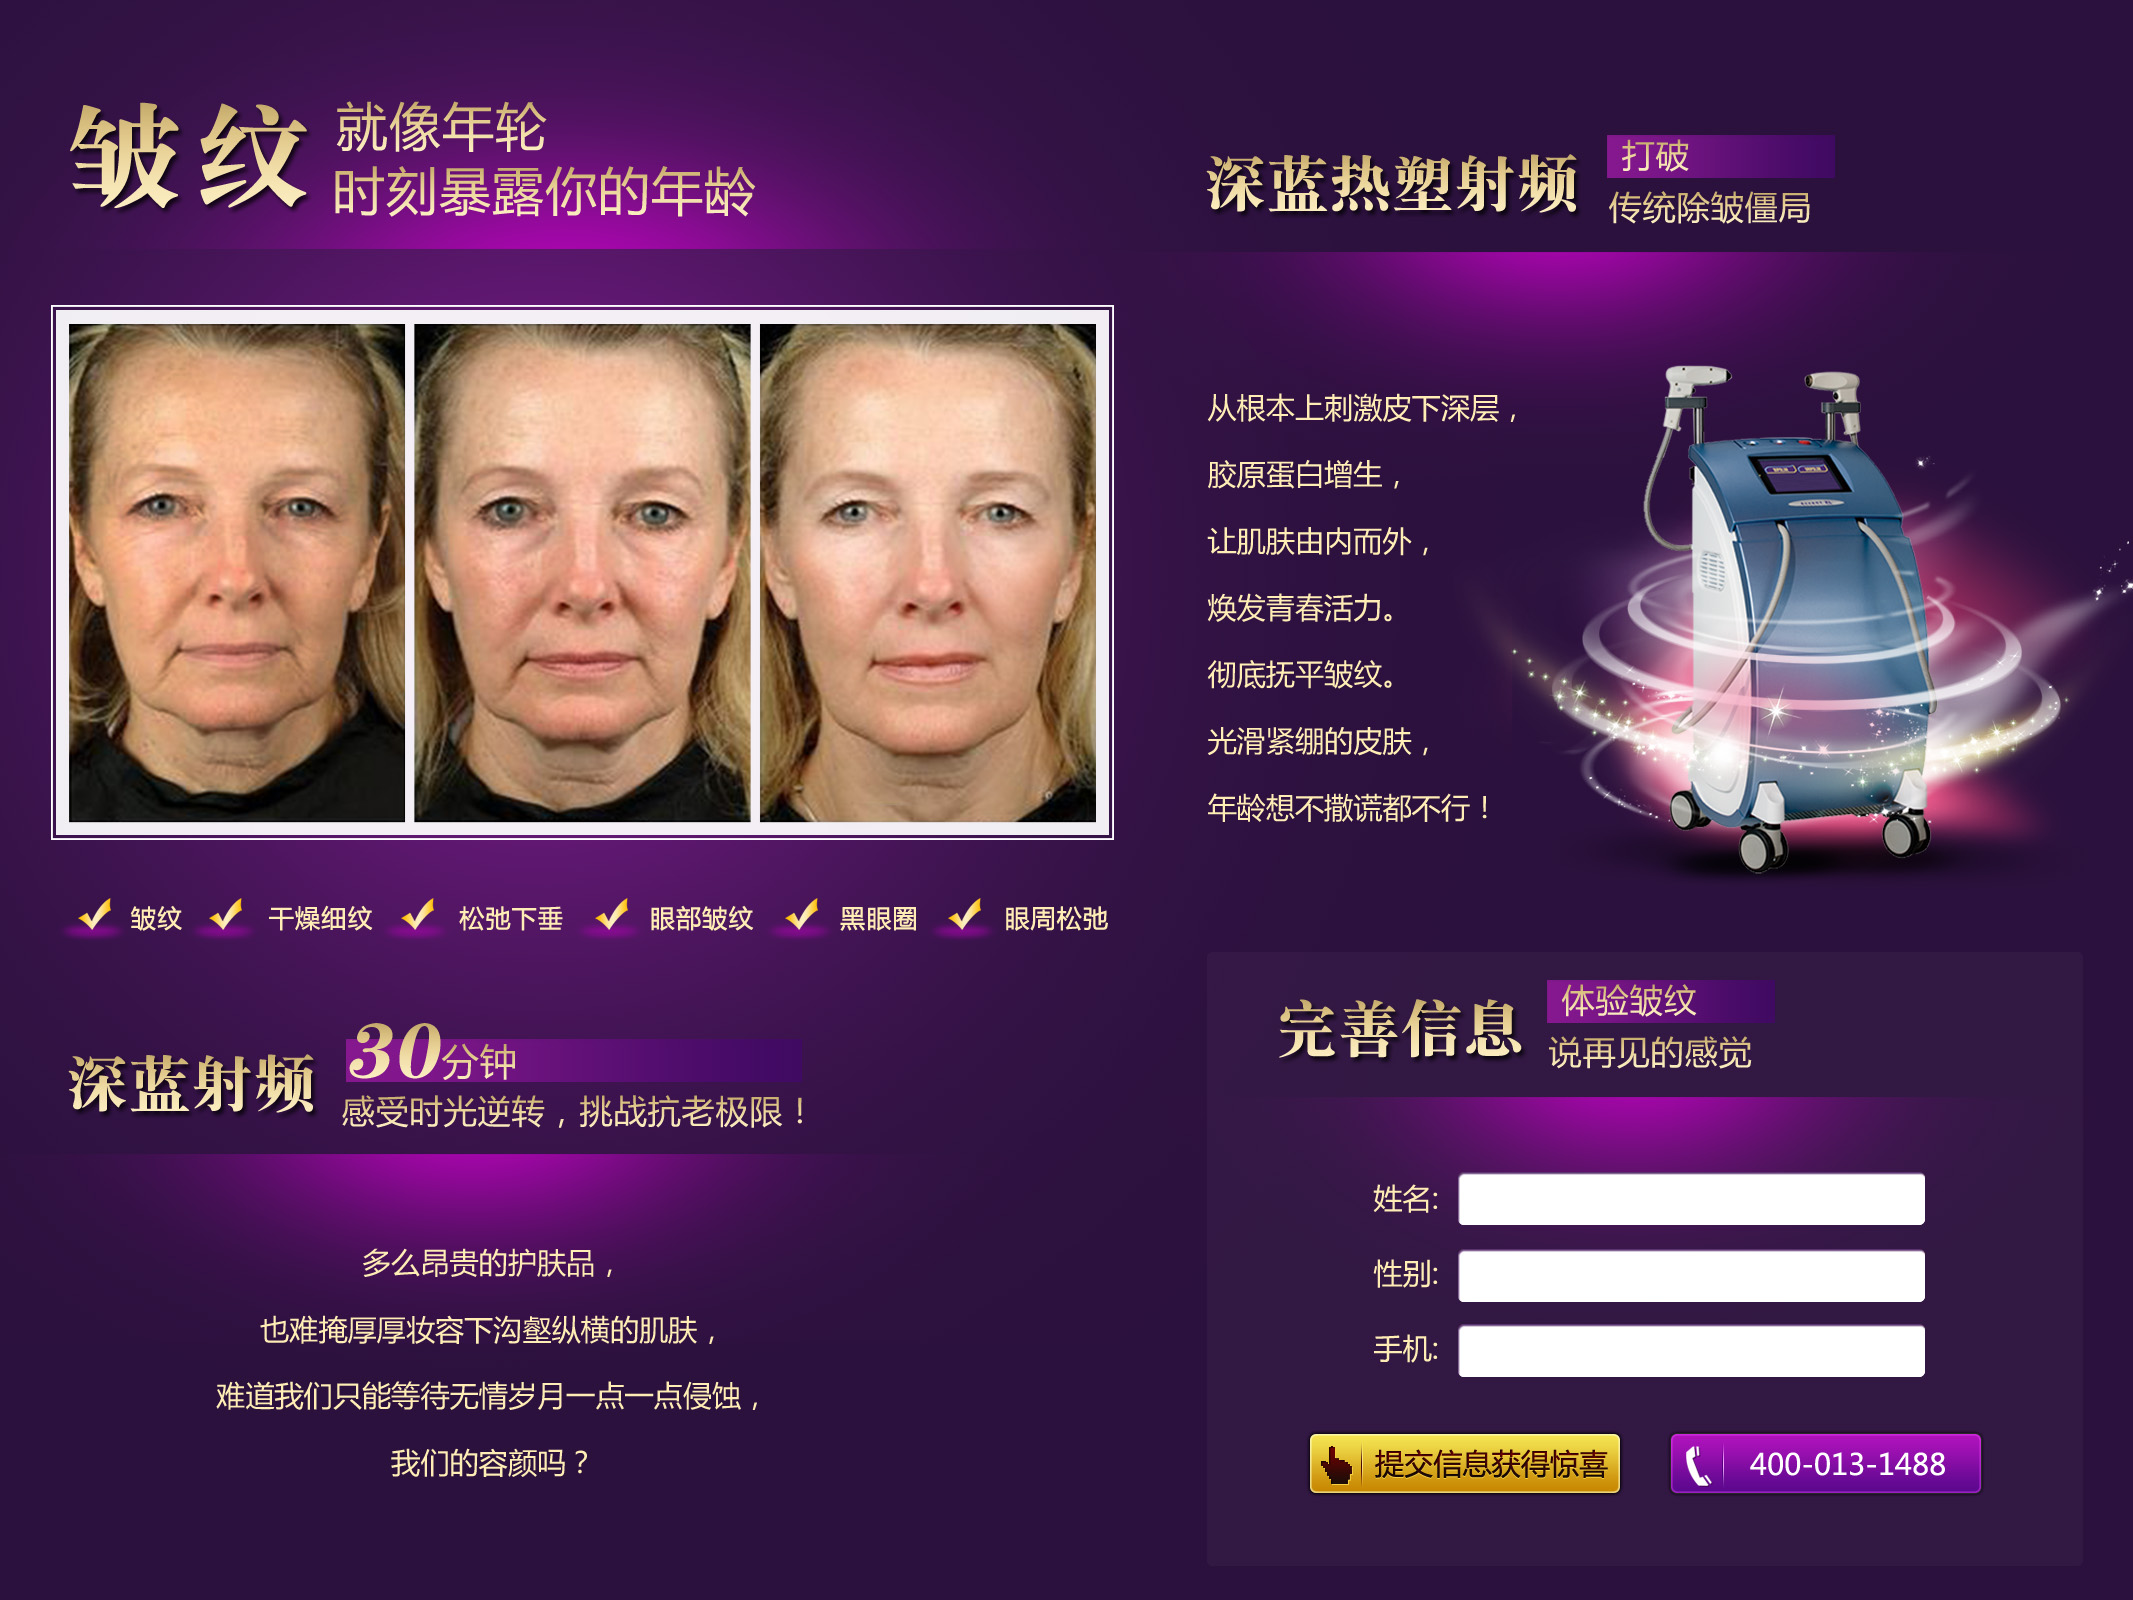 皱纹
就像年轮
时刻暴露你的年龄
皱纹
干燥细纹
松弛下垂
眼部皱纹
黑眼圈
眼周松弛
深蓝射频
30分钟
感受时光逆转，挑战抗老极限！
多么昂贵的护肤品，
也难掩厚厚妆容下沟壑纵横的肌肤，
难道我们只能等待无情岁月一点一点侵蚀，
我们的容颜吗？
深蓝热塑射频
打破
传统除皱僵局
从根本上刺激皮下深层，
胶原蛋白增生，
让肌肤由内而外，
焕发青春活力。
彻底抚平皱纹。
光滑紧绷的皮肤，
年龄想不撒谎都不行！
完善信息
体验皱纹
说再见的感觉
姓名:
性别:
手机:
提交信息获得惊喜
400-013-1488